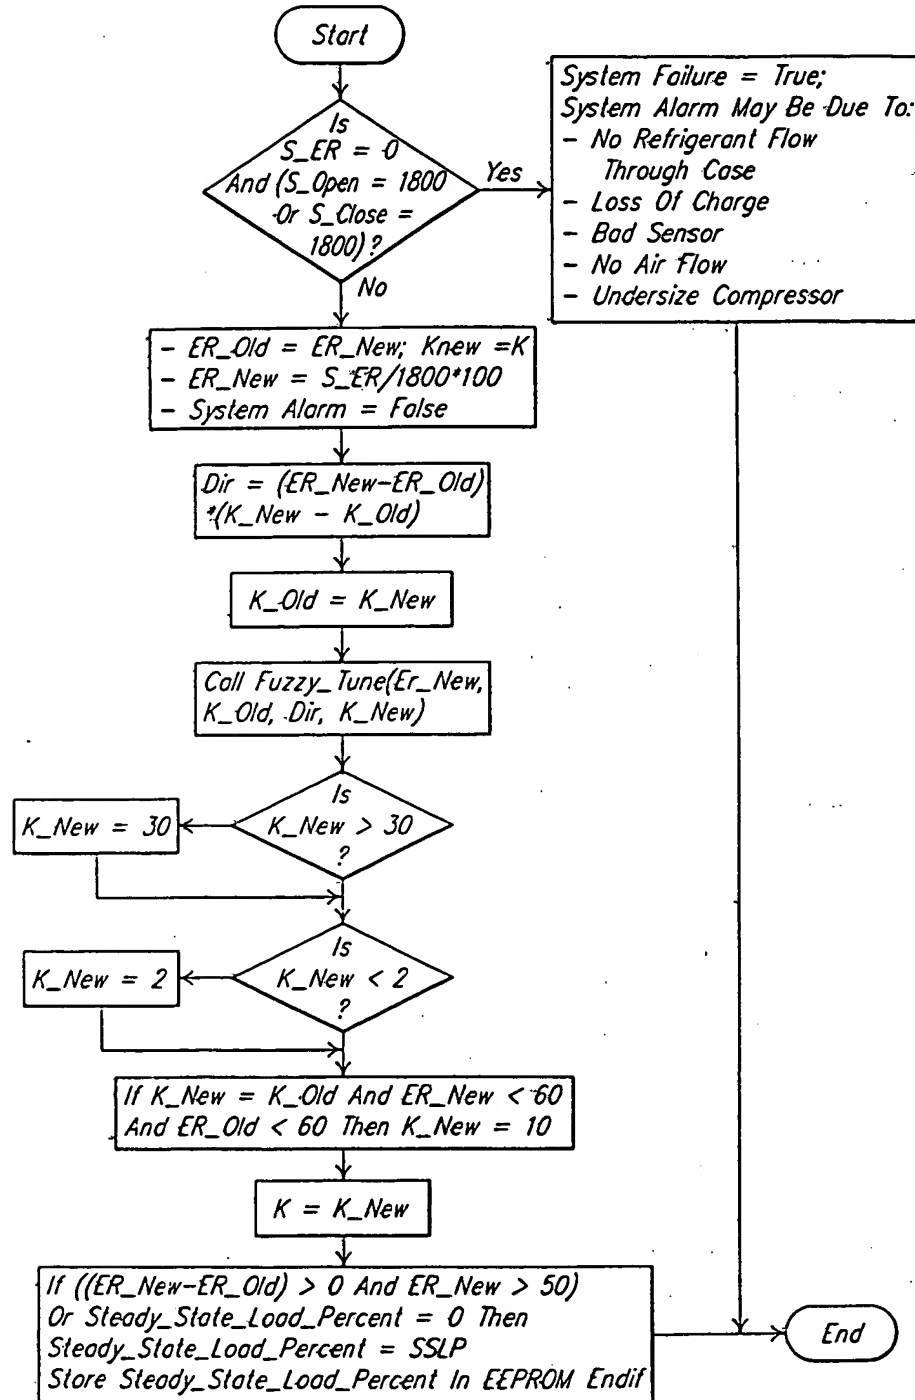 Start
Is
S_ER = 0
And (S_Open = 1800
Or S_Close =
1800) ?
Yes
No
System Failure = True;
System Alarm May Be Due To:
- No Refrigerant Flow
Through Case
- Loss Of Charge
- Bad Sensor
- No Air Flow
- Undersize Compressor
- ER_Old = ER_New; Knew =K
- ER_New = S_ER/1800*100
- System Alarm = False
Dir = (ER_New-ER_Old)
*(K_New - K_Old)
K_Old = K_New
Call Fuzzy_Tune(Er_New,
K_Old, Dir, K_New)
Is
K_New > 30
?
K_New = 30
Is
K_New < 2
?
K_New = 2
If K_New = K_Old And ER_New < 60
And ER_Old < 60 Then K_New = 10
K = K_New
If ((ER_New-ER_Old) > 0 And ER_New > 50)
Or Steady_State_Load_Percent = 0 Then
Steady_State_Load_Percent = SSLP
Store Steady_State_Load_Percent In EEPROM Endif
End